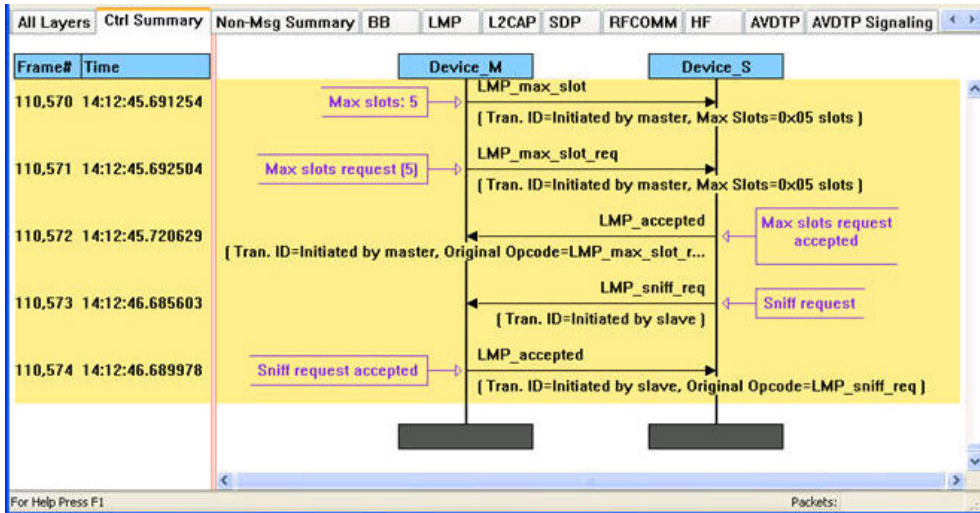 All Layers Ctrl Summary Non-Msg Summary BB LMP L2CAP SDP RFCOMM HF AVDTP AVDTP Signaling
Frame# Time Device_M Device_S
110,570 14:12:45.691254 Max slots: 5 LMP_max_slot
( Tran. ID=Initiated by master, Max Slots=0x05 slots )
110,571 14:12:45.692504 Max slots request (5) LMP_max_slot_req
( Tran. ID=Initiated by master, Max Slots=0x05 slots )
110,572 14:12:45.720629 LMP_accepted Max slots request
accepted
( Tran. ID=Initiated by master, Original Opcode=LMP_max_slot_r...
110,573 14:12:46.685603 LMP_sniff_req Sniff request
( Tran. ID=Initiated by slave )
110,574 14:12:46.689978 Sniff request accepted LMP_accepted
( Tran. ID=Initiated by slave, Original Opcode=LMP_sniff_req )
For Help Press F1 Packets: